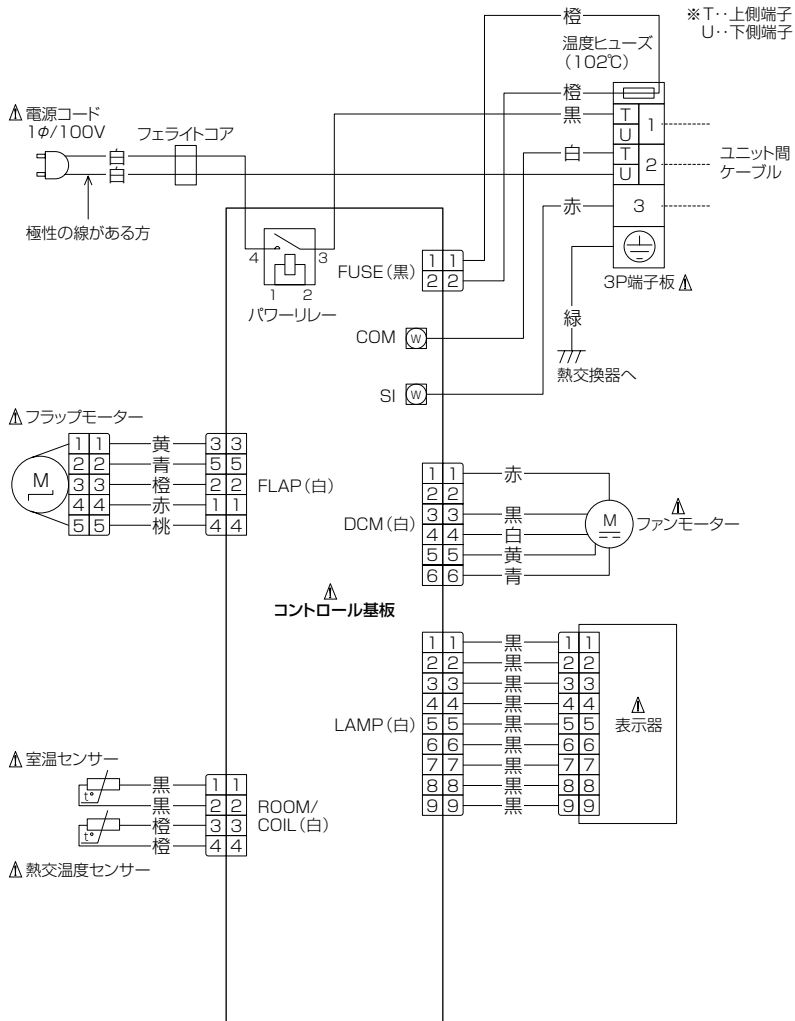 橙
※T‥上側端子
U‥下側端子
温度ヒューズ
(102℃)
橙
⚠電源コード
1φ/100V
フェライトコア
黒
T
U
1
白
白
白
T
U
2
ユニット間
ケーブル
極性の線がある方
赤
3
4
3
1 2
パワーリレー
FUSE(黒)
1 1
2 2
3P端子板⚠
緑
熱交換器へ
COM W
SI W
⚠フラップモーター
M
1 1 黄 3 3
2 2 青 5 5
3 3 橙 2 2
4 4 赤 1 1
5 5 桃 4 4
FLAP(白)
DCM(白)
1 1 赤
2 2
3 3 黒
4 4 白
5 5 黄
6 6 青
M
⚠
ファンモーター
⚠
コントロール基板
LAMP(白)
1 1 黒 1 1
2 2 黒 2 2
3 3 黒 3 3
4 4 黒 4 4
5 5 黒 5 5
6 6 黒 6 6
7 7 黒 7 7
8 8 黒 8 8
9 9 黒 9 9
⚠
表示器
⚠室温センサー
t°
黒 1 1
黒 2 2
t°
橙 3 3
橙 4 4
ROOM/
COIL(白)
⚠熱交温度センサー